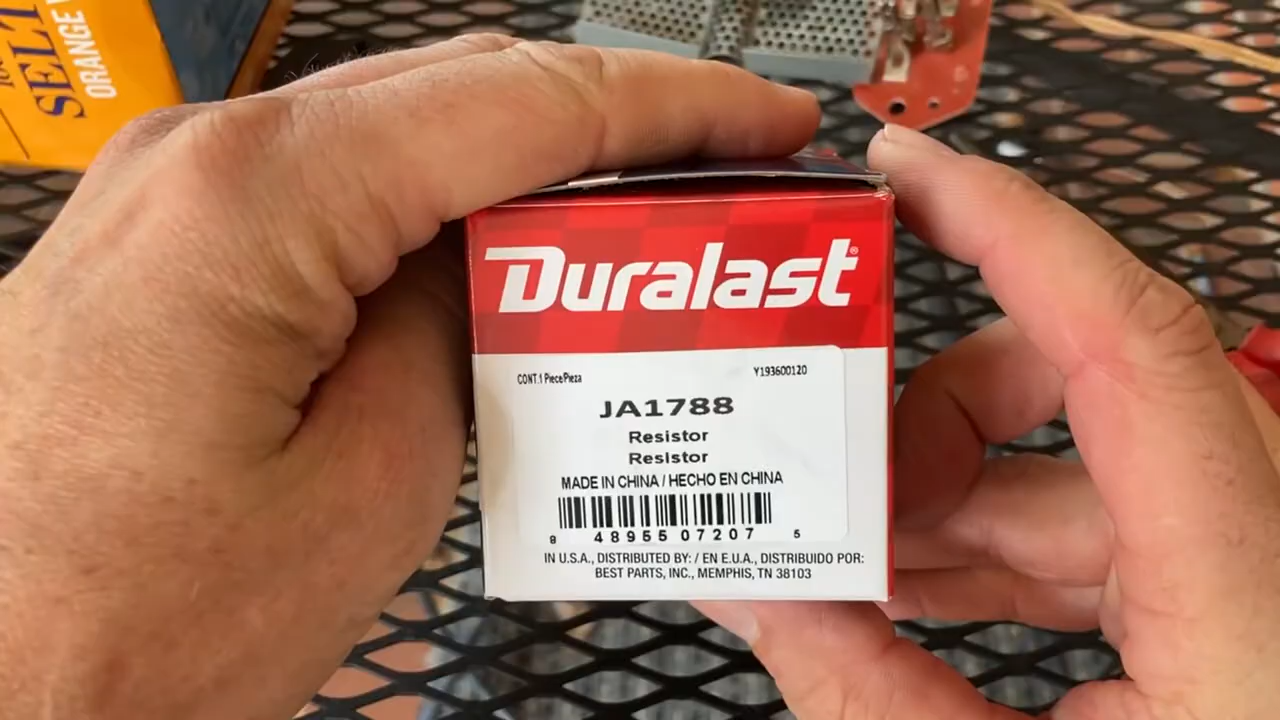 SELT
ORANGE
Duralast®
CONT.1 Piece/Pieza
Y193600120
JA1788
Resistor
Resistor
MADE IN CHINA / HECHO EN CHINA
8 48955 07207 5
IN U.S.A., DISTRIBUTED BY: / EN E.U.A., DISTRIBUIDO POR:
BEST PARTS, INC., MEMPHIS, TN 38103